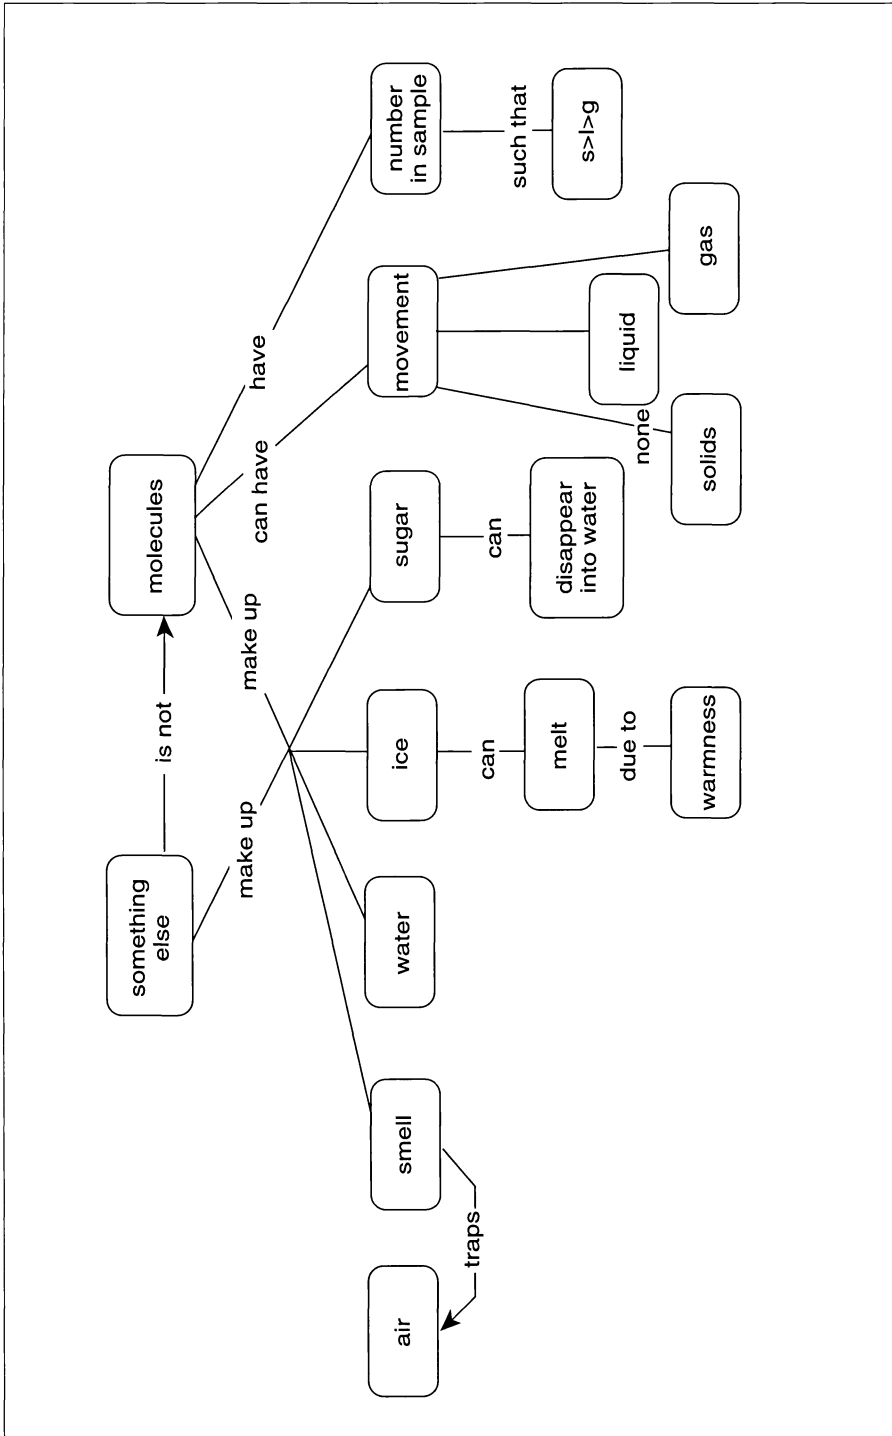 something
else
is not
molecules
make up
make up
can have
have
air
traps
smell
water
ice
can
melt
due to
warmness
sugar
can
disappear
into water
movement
none
solids
liquid
gas
number
in sample
such that
s>l>g